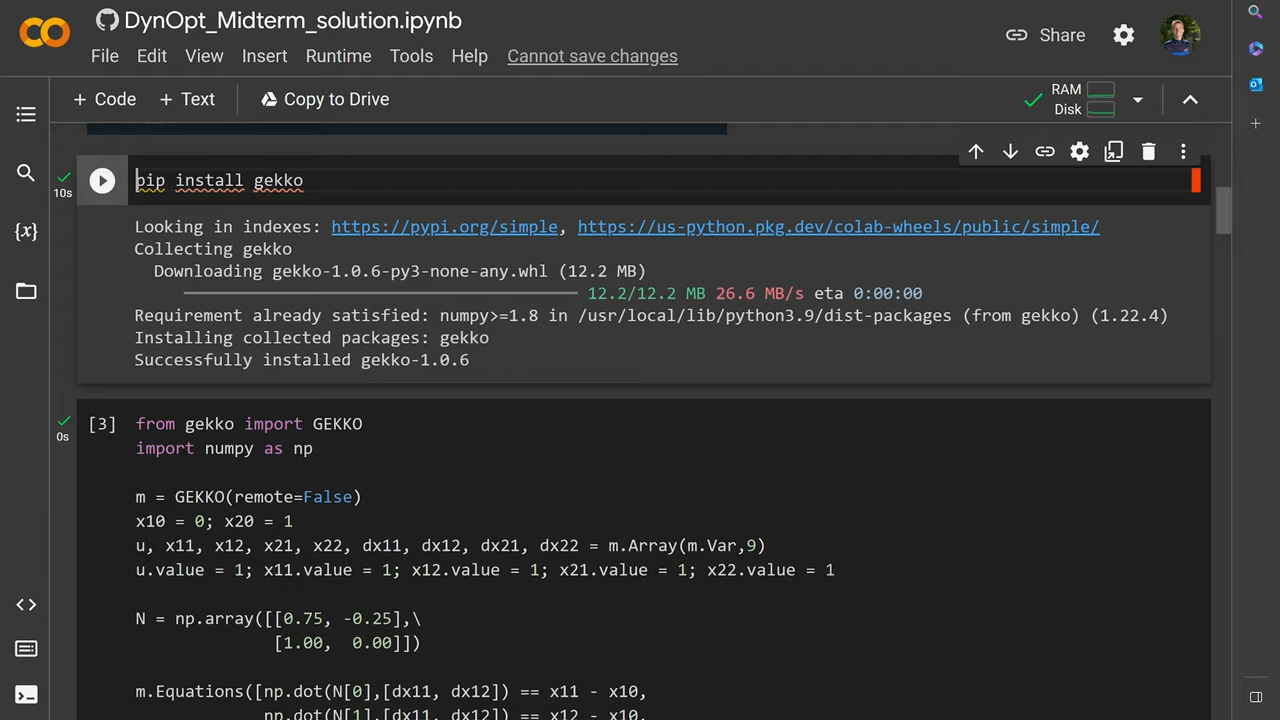 DynOpt_Midterm_solution.ipynb
File Edit View Insert Runtime Tools Help Cannot save changes
Share
+ Code + Text Copy to Drive
RAM
Disk
10s
pip install gekko
Looking in indexes: https://pypi.org/simple, https://us-python.pkg.dev/colab-wheels/public/simple/
Collecting gekko
Downloading gekko-1.0.6-py3-none-any.whl (12.2 MB)
12.2/12.2 MB 26.6 MB/s eta 0:00:00
Requirement already satisfied: numpy>=1.8 in /usr/local/lib/python3.9/dist-packages (from gekko) (1.22.4)
Installing collected packages: gekko
Successfully installed gekko-1.0.6
0s
[3] from gekko import GEKKO
import numpy as np
m = GEKKO(remote=False)
x10 = 0; x20 = 1
u, x11, x12, x21, x22, dx11, dx12, dx21, dx22 = m.Array(m.Var,9)
u.value = 1; x11.value = 1; x12.value = 1; x21.value = 1; x22.value = 1
N = np.array([[0.75, -0.25],\
[1.00, 0.00]])
m.Equations([np.dot(N[0],[dx11, dx12]) == x11 - x10,
np.dot(N[1],[dx11, dx12]) == x12 - x10,